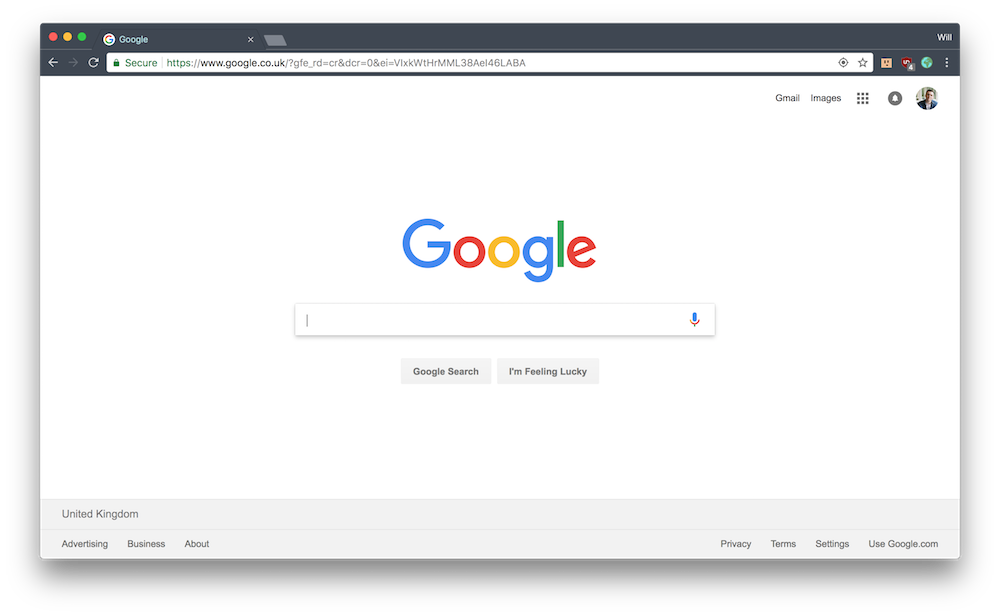 Google
Will
Secure https://www.google.co.uk/?gfe_rd=cr&dcr=0&ei=VIxkWtHrMML38AeI46LABA
4
Gmail Images
Google
Google Search I'm Feeling Lucky
United Kingdom
Advertising Business About Privacy Terms Settings Use Google.com